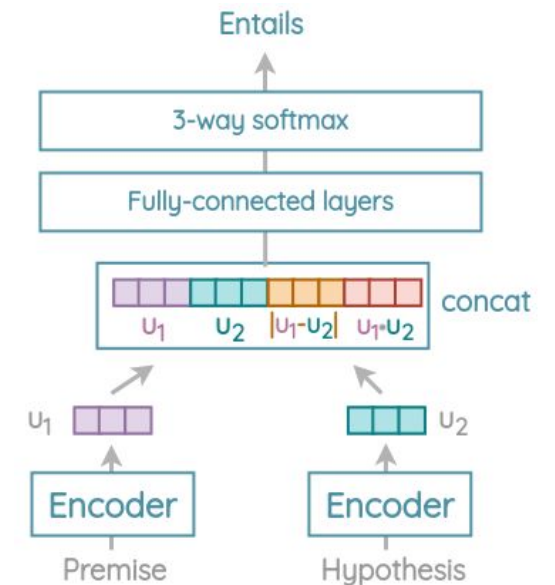 Entails
3-way softmax
Fully-connected layers
concat
u₁ u₂ |u₁-u₂| u₁*u₂
u₁ u₂
Encoder Encoder
Premise Hypothesis